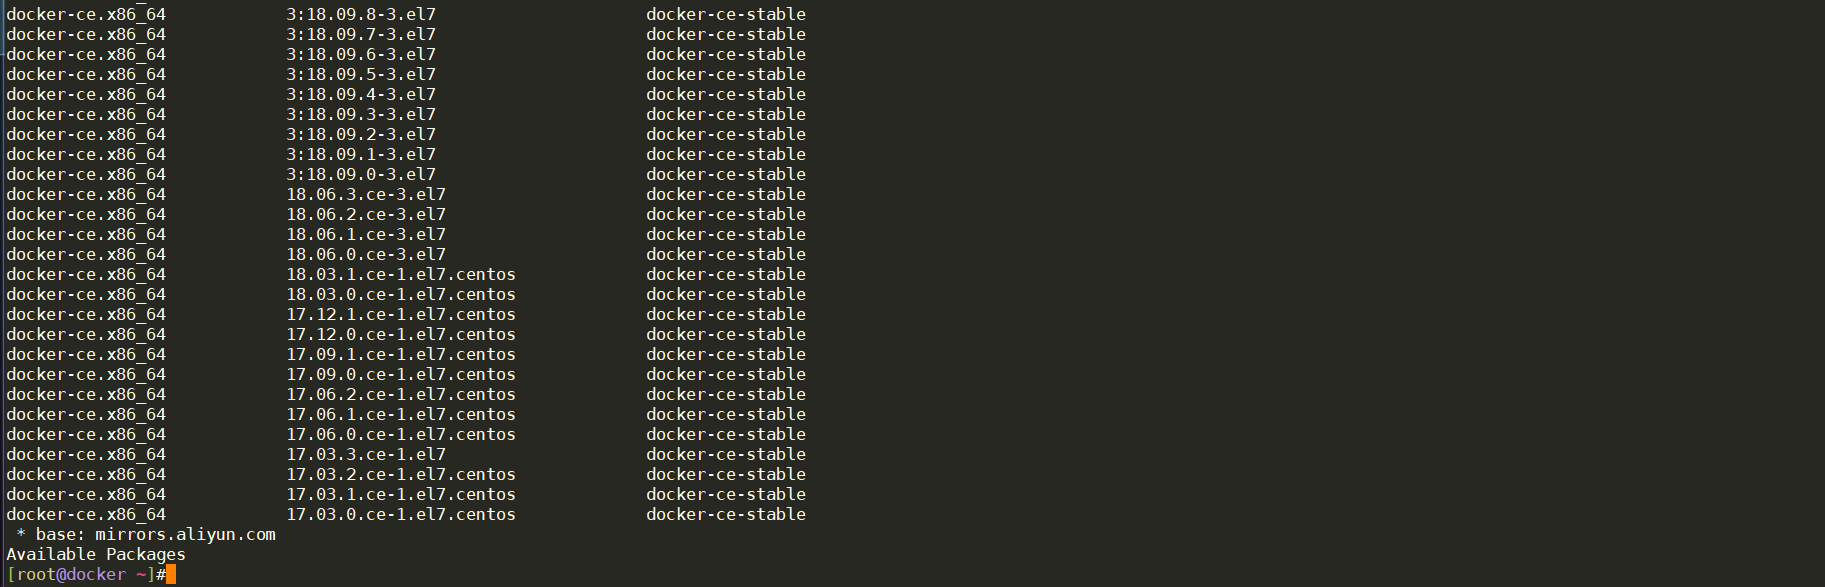 docker-ce.x86_64 3:18.09.8-3.el7 docker-ce-stable
docker-ce.x86_64 3:18.09.7-3.el7 docker-ce-stable
docker-ce.x86_64 3:18.09.6-3.el7 docker-ce-stable
docker-ce.x86_64 3:18.09.5-3.el7 docker-ce-stable
docker-ce.x86_64 3:18.09.4-3.el7 docker-ce-stable
docker-ce.x86_64 3:18.09.3-3.el7 docker-ce-stable
docker-ce.x86_64 3:18.09.2-3.el7 docker-ce-stable
docker-ce.x86_64 3:18.09.1-3.el7 docker-ce-stable
docker-ce.x86_64 3:18.09.0-3.el7 docker-ce-stable
docker-ce.x86_64 18.06.3.ce-3.el7 docker-ce-stable
docker-ce.x86_64 18.06.2.ce-3.el7 docker-ce-stable
docker-ce.x86_64 18.06.1.ce-3.el7 docker-ce-stable
docker-ce.x86_64 18.06.0.ce-3.el7 docker-ce-stable
docker-ce.x86_64 18.03.1.ce-1.el7.centos docker-ce-stable
docker-ce.x86_64 18.03.0.ce-1.el7.centos docker-ce-stable
docker-ce.x86_64 17.12.1.ce-1.el7.centos docker-ce-stable
docker-ce.x86_64 17.12.0.ce-1.el7.centos docker-ce-stable
docker-ce.x86_64 17.09.1.ce-1.el7.centos docker-ce-stable
docker-ce.x86_64 17.09.0.ce-1.el7.centos docker-ce-stable
docker-ce.x86_64 17.06.2.ce-1.el7.centos docker-ce-stable
docker-ce.x86_64 17.06.1.ce-1.el7.centos docker-ce-stable
docker-ce.x86_64 17.06.0.ce-1.el7.centos docker-ce-stable
docker-ce.x86_64 17.03.3.ce-1.el7 docker-ce-stable
docker-ce.x86_64 17.03.2.ce-1.el7.centos docker-ce-stable
docker-ce.x86_64 17.03.1.ce-1.el7.centos docker-ce-stable
docker-ce.x86_64 17.03.0.ce-1.el7.centos docker-ce-stable
 * base: mirrors.aliyun.com
Available Packages
[root@docker ~]#